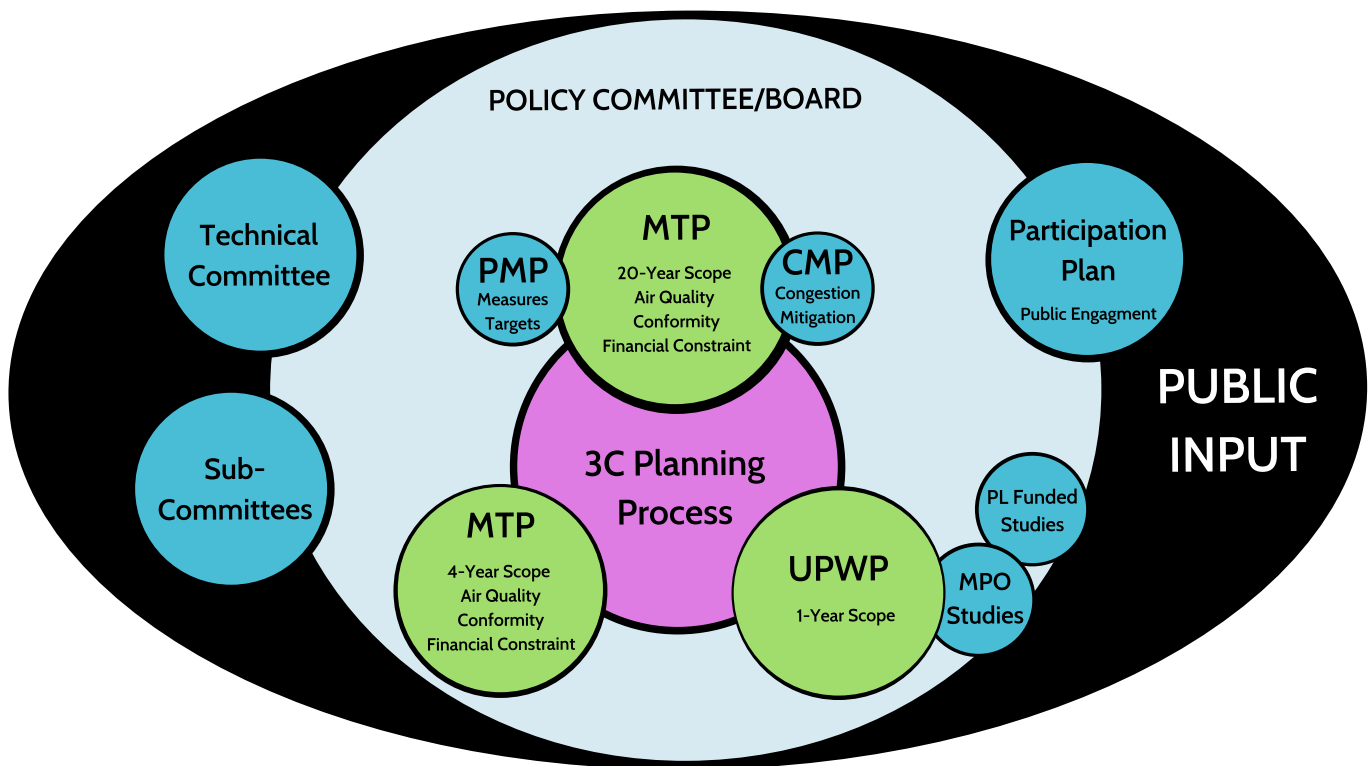 POLICY COMMITTEE/BOARD
Technical
Committee
Sub-
Committees
PMP
Measures
Targets
MTP
20-Year Scope
Air Quality
Conformity
Financial Constraint
CMP
Congestion
Mitigation
Participation
Plan
Public Engagment
PUBLIC
INPUT
3C Planning
Process
MTP
4-Year Scope
Air Quality
Conformity
Financial Constraint
UPWP
1-Year Scope
PL Funded
Studies
MPO
Studies